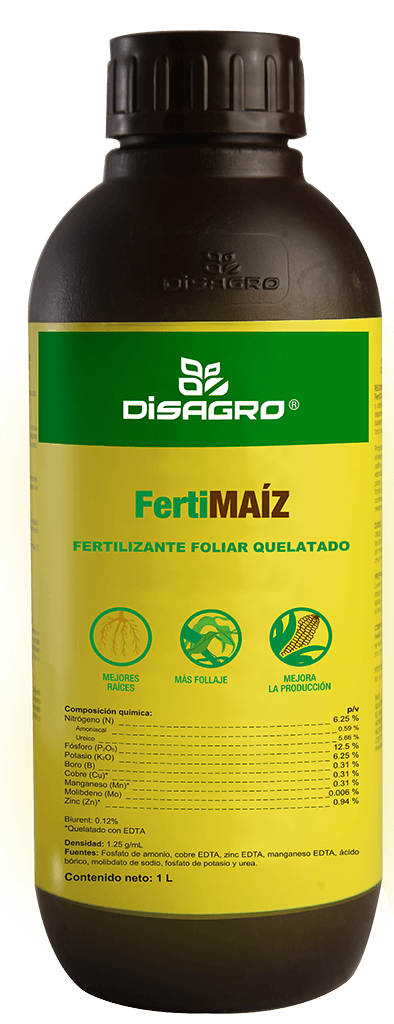 DISAGRO
DISAGRO®
FertiMAÍZ
FERTILIZANTE FOLIAR QUELATADO
MEJORES
RAÍCES
MÁS FOLLAJE
MEJORA
LA PRODUCCIÓN
Composición química: p/v
Nitrógeno (N) 6.25 %
Amoniacal 0.59 %
Ureico 5.66 %
Fósforo (P₂O₅) 12.5 %
Potasio (K₂O) 6.25 %
Boro (B) 0.31 %
Cobre (Cu)* 0.31 %
Manganeso (Mn)* 0.31 %
Molibdeno (Mo) 0.006 %
Zinc (Zn)* 0.94 %
Biuret: 0.12%
*Quelatado con EDTA
Densidad: 1.25 g/mL
Fuentes: Fosfato de amonio, cobre EDTA, zinc EDTA, manganeso EDTA, ácido
bórico, molibdato de sodio, fosfato de potasio y urea.
Contenido neto: 1 L